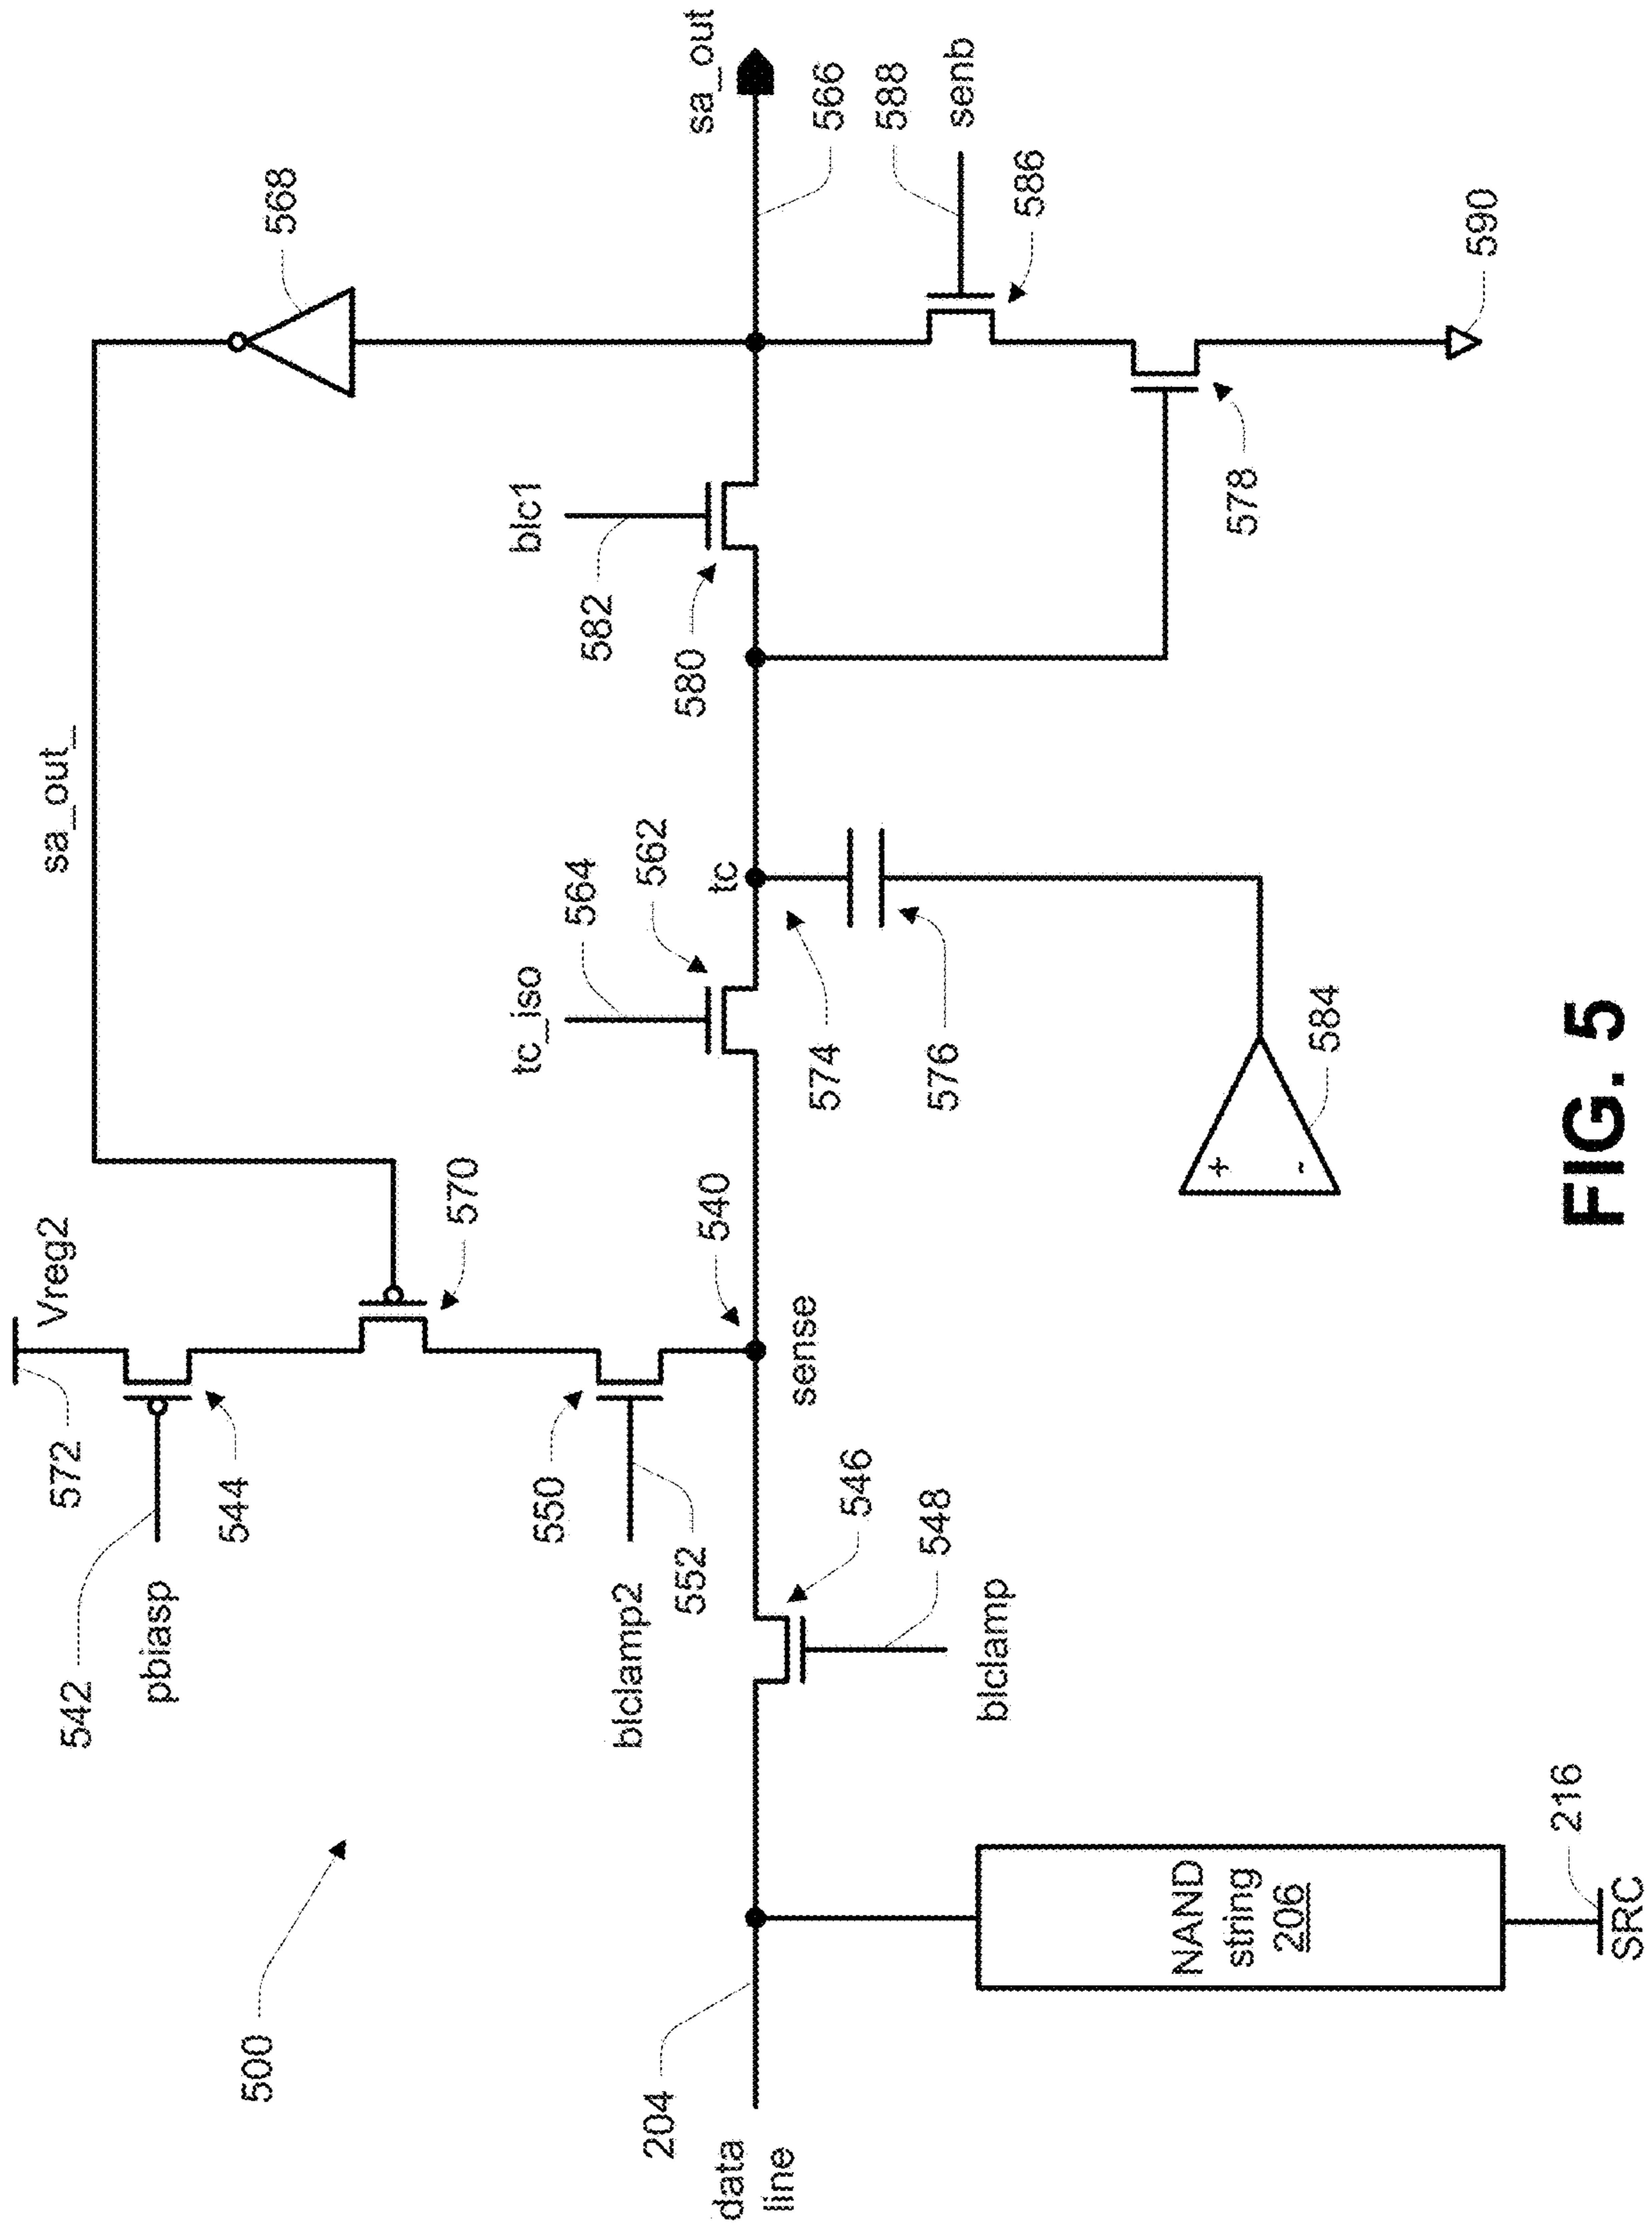 500
572
Vreg2
sa_out_
568
542
pbiasp
544
570
550
blclamp2
552
tc_iso
564
562
tc
blc1
582
580
sa_out
566
588
senb
586
578
590
204
data
line
546
548
blclamp
sense
540
574
576
+
-
584
NAND
string
206
216
SRC
FIG. 5